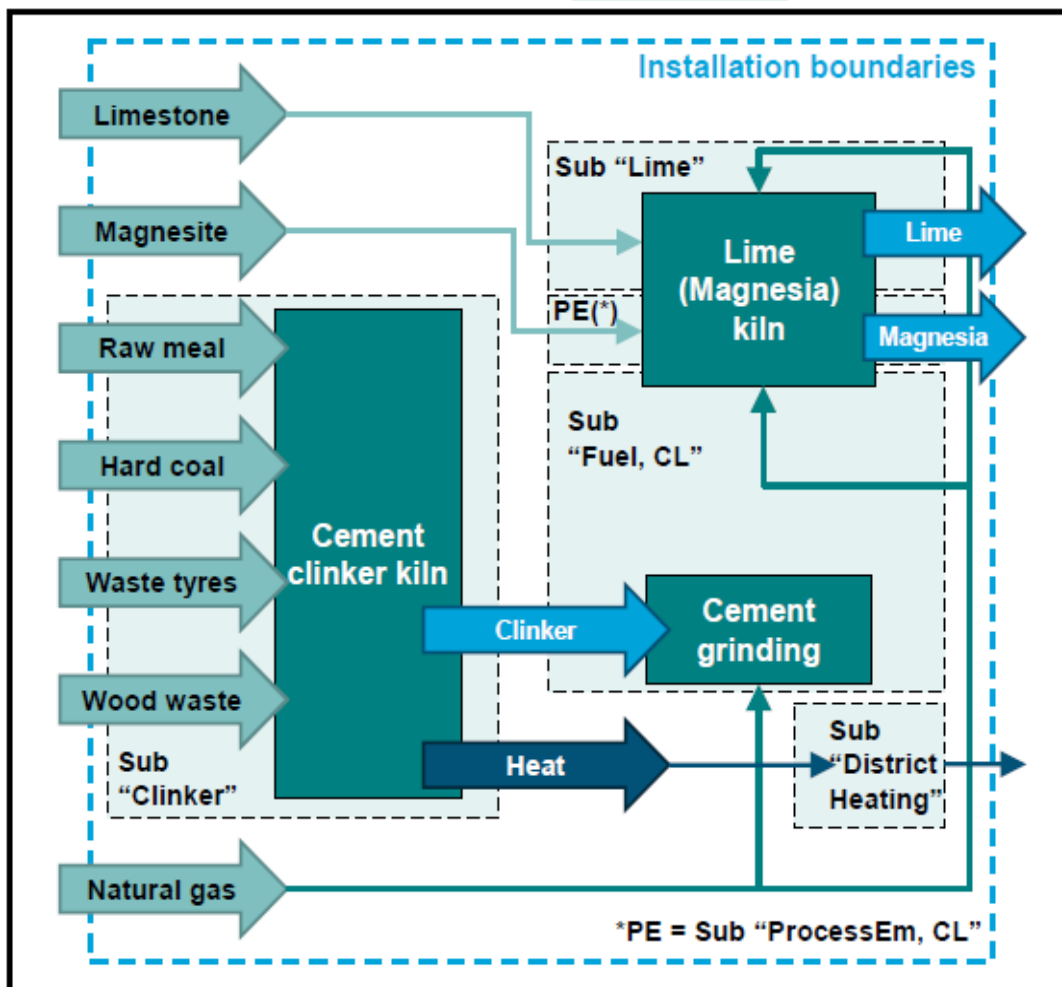 Installation boundaries
Limestone
Sub “Lime”
Lime
Magnesite
Lime
(Magnesia)
kiln
PE(*)
Magnesia
Raw meal
Sub
“Fuel, CL”
Hard coal
Cement
clinker kiln
Waste tyres
Clinker
Cement
grinding
Wood waste
Sub
“Clinker”
Heat
Sub
“District
Heating”
Natural gas
*PE = Sub “ProcessEm, CL”